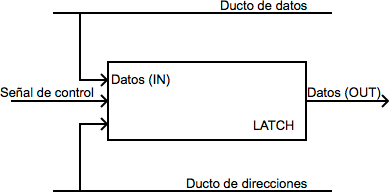 Ducto de datos
Datos (IN)
Señal de control
Datos (OUT)
LATCH
Ducto de direcciones